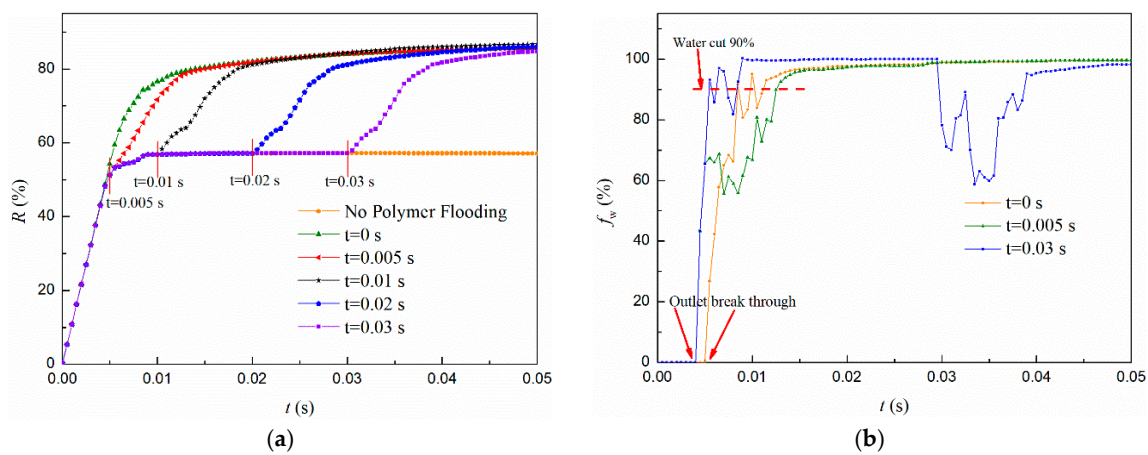 R (%)
80
60
40
20
0
t=0.005 s
t=0.01 s
t=0.02 s
t=0.03 s
No Polymer Flooding
t=0 s
t=0.005 s
t=0.01 s
t=0.02 s
t=0.03 s
0.00 0.01 0.02 0.03 0.04 0.05
t (s)
(a)
fw (%)
120
100
80
60
40
20
0
Water cut 90%
t=0 s
t=0.005 s
t=0.03 s
Outlet break through
0.00 0.01 0.02 0.03 0.04 0.05
t (s)
(b)